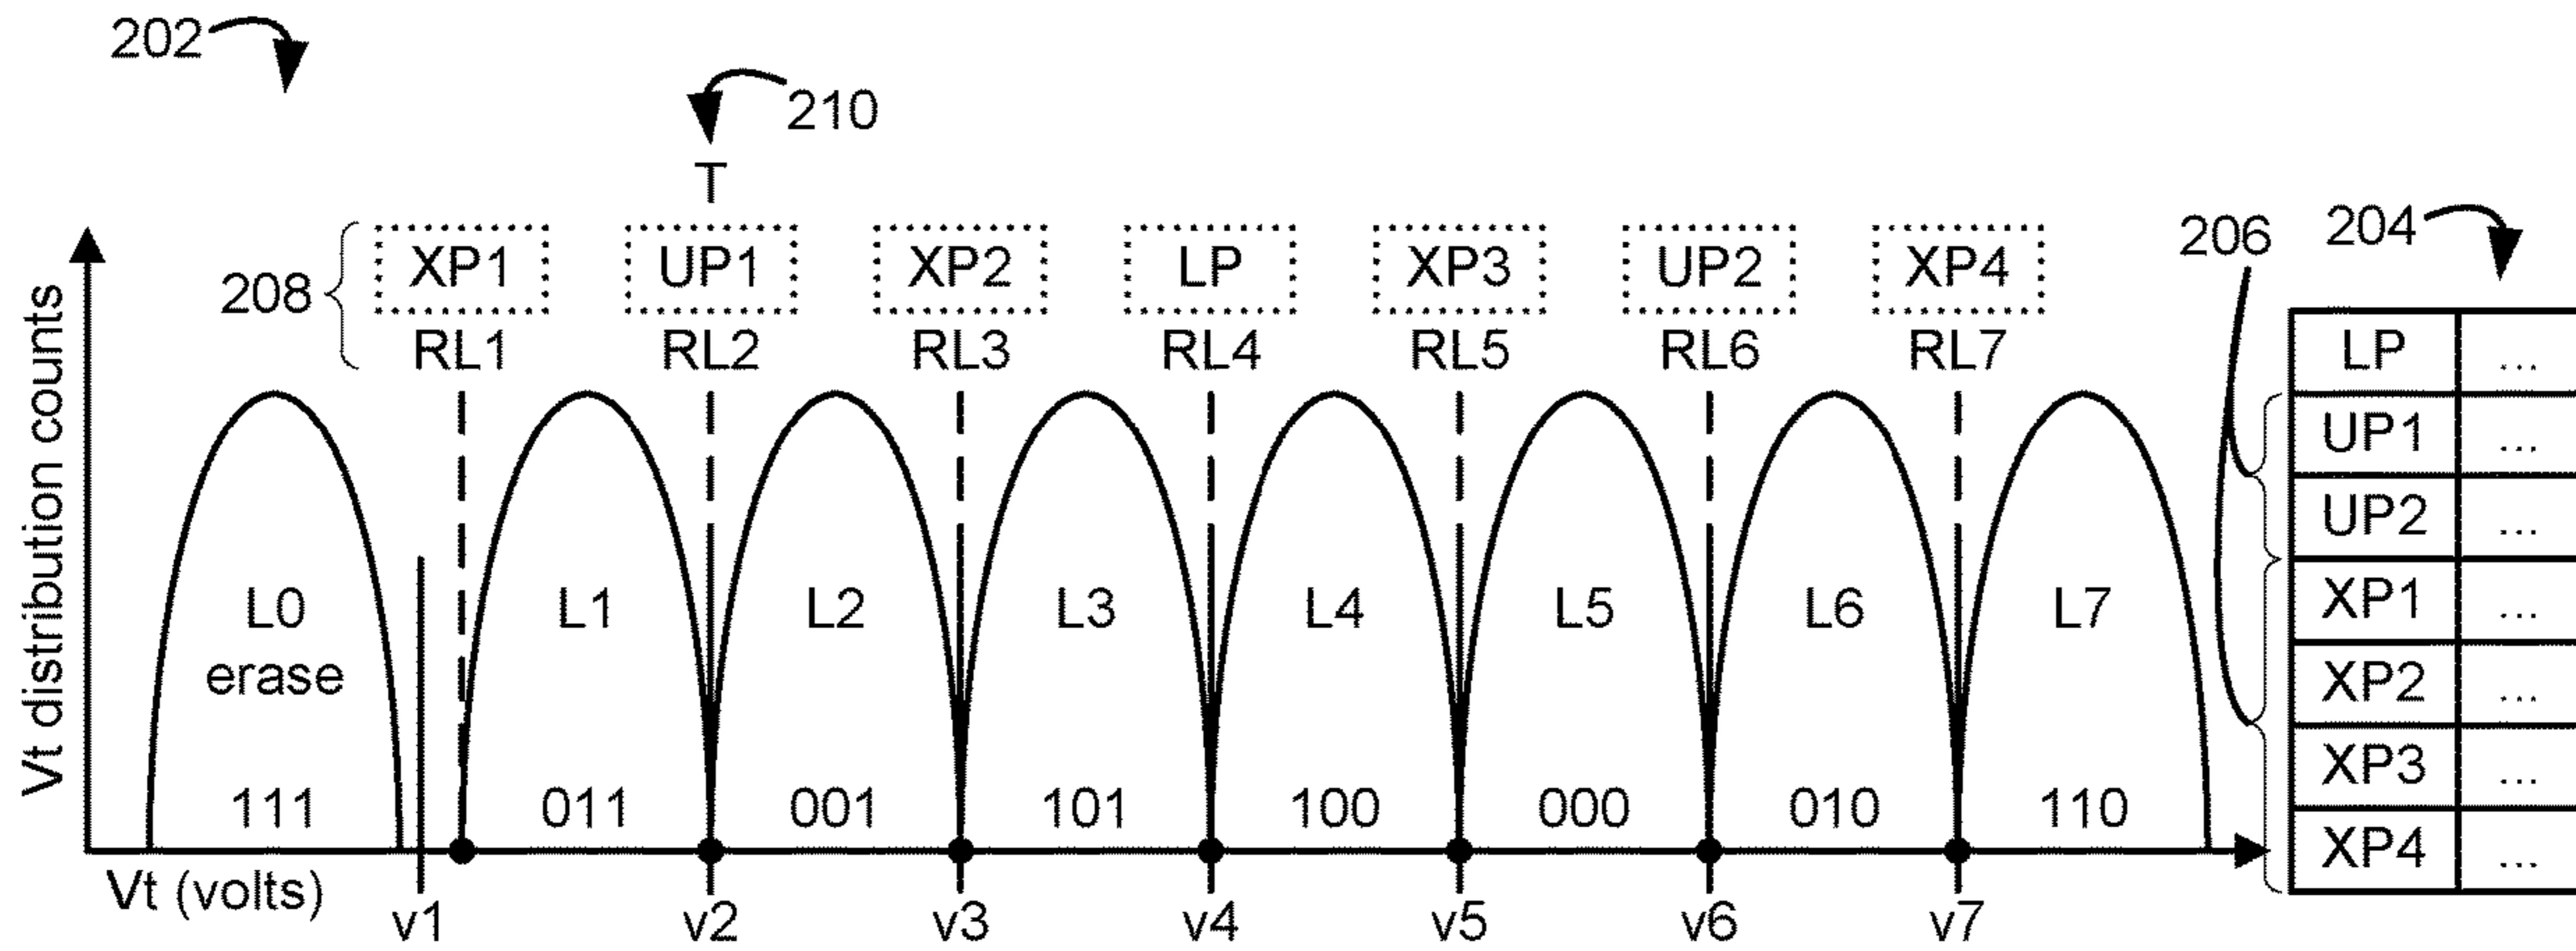 202
210
T
208
XP1 UP1 XP2 LP XP3 UP2 XP4
RL1 RL2 RL3 RL4 RL5 RL6 RL7
206 204
Vt distribution counts
L0 L1 L2 L3 L4 L5 L6 L7
erase
111 011 001 101 100 000 010 110
Vt (volts)
v1 v2 v3 v4 v5 v6 v7
LP ...
UP1 ...
UP2 ...
XP1 ...
XP2 ...
XP3 ...
XP4 ...